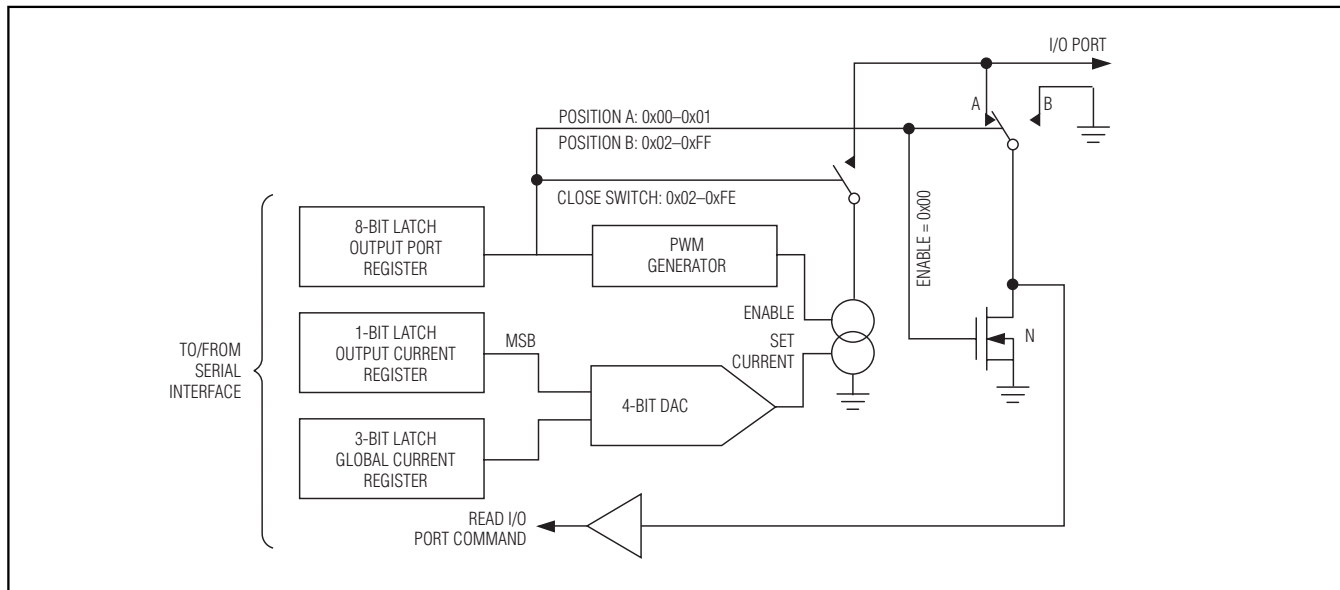 I/O PORT
A
B
POSITION A: 0x00–0x01
POSITION B: 0x02–0xFF
CLOSE SWITCH: 0x02–0xFE
ENABLE = 0x00
8-BIT LATCH
OUTPUT PORT
REGISTER
PWM
GENERATOR
ENABLE
SET
CURRENT
N
1-BIT LATCH
OUTPUT CURRENT
REGISTER
MSB
TO/FROM
SERIAL
INTERFACE
4-BIT DAC
3-BIT LATCH
GLOBAL CURRENT
REGISTER
READ I/O
PORT COMMAND